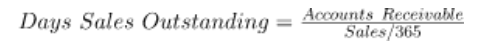 Days Sales Outstanding = Accounts Receivable / Sales/365